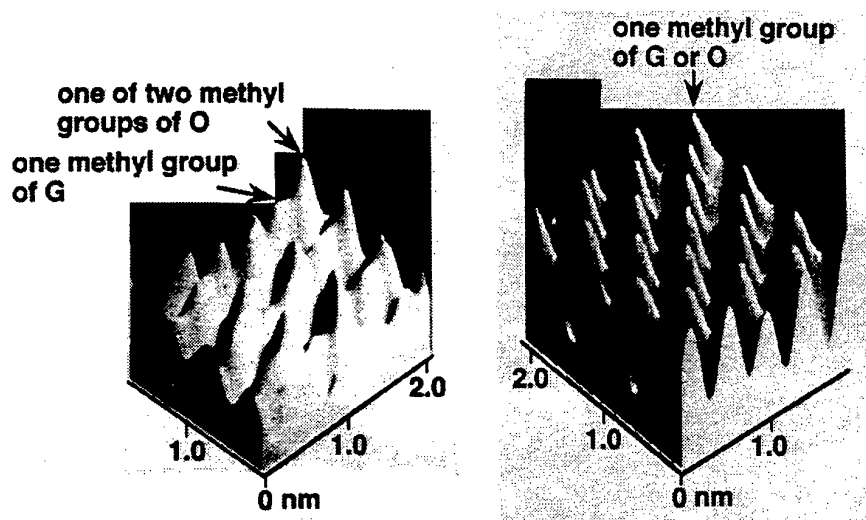 one of two methyl
groups of O
one methyl group
of G
1.0
0 nm
1.0
2.0
one methyl group
of G or O
2.0
1.0
0 nm
1.0